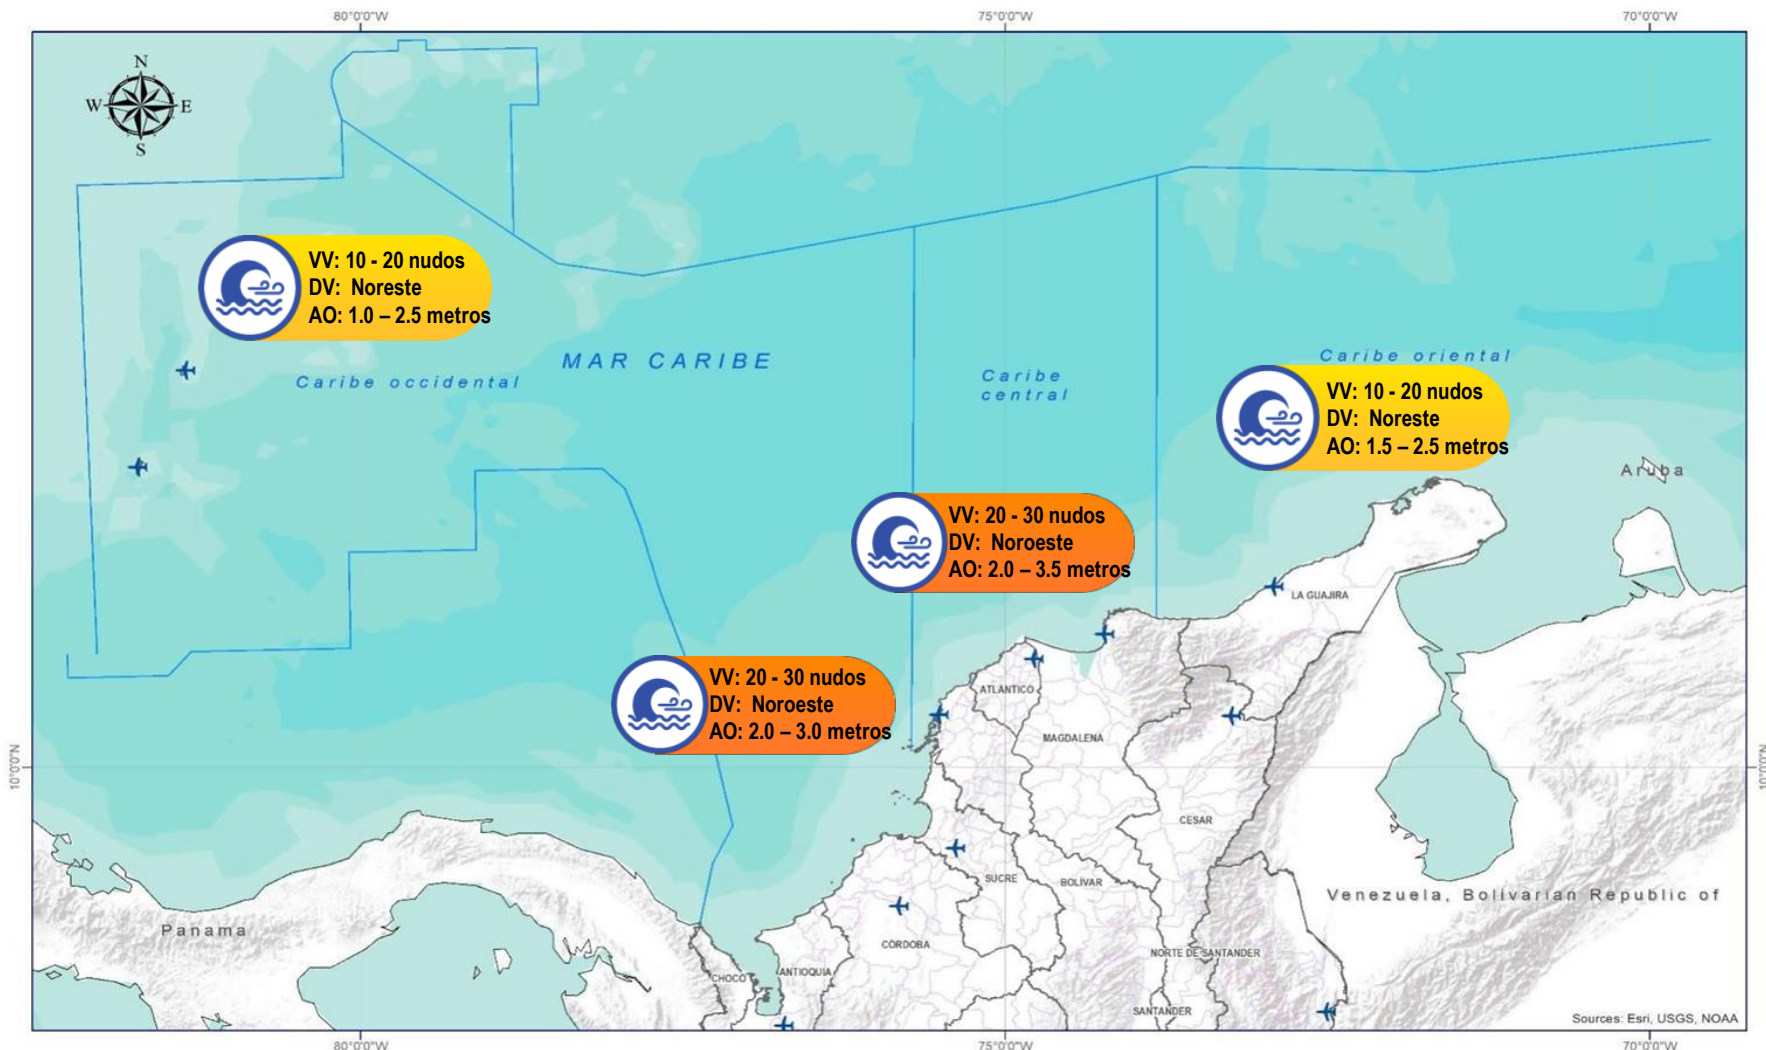 80°0'0"W
75°0'0"W
70°0'0"W
N
W
E
S
VV: 10 - 20 nudos
DV: Noreste
AO: 1.0 – 2.5 metros
MAR CARIBE
Caribe occidental
Caribe
central
Caribe oriental
VV: 10 - 20 nudos
DV: Noreste
AO: 1.5 – 2.5 metros
Aruba
VV: 20 - 30 nudos
DV: Noroeste
AO: 2.0 – 3.5 metros
LA GUAJIRA
VV: 20 - 30 nudos
DV: Noroeste
AO: 2.0 – 3.0 metros
ATLÁNTICO
MAGDALENA
10°0'0"N
10°0'0"N
CESAR
SUCRE
BOLÍVAR
Venezuela, Bolivarian Republic of
Panama
CÓRDOBA
NORTE DE SANTANDER
CHOCO
ANTIOQUIA
SANTANDER
Sources: Esri, USGS, NOAA
80°0'0"W
75°0'0"W
70°0'0"W